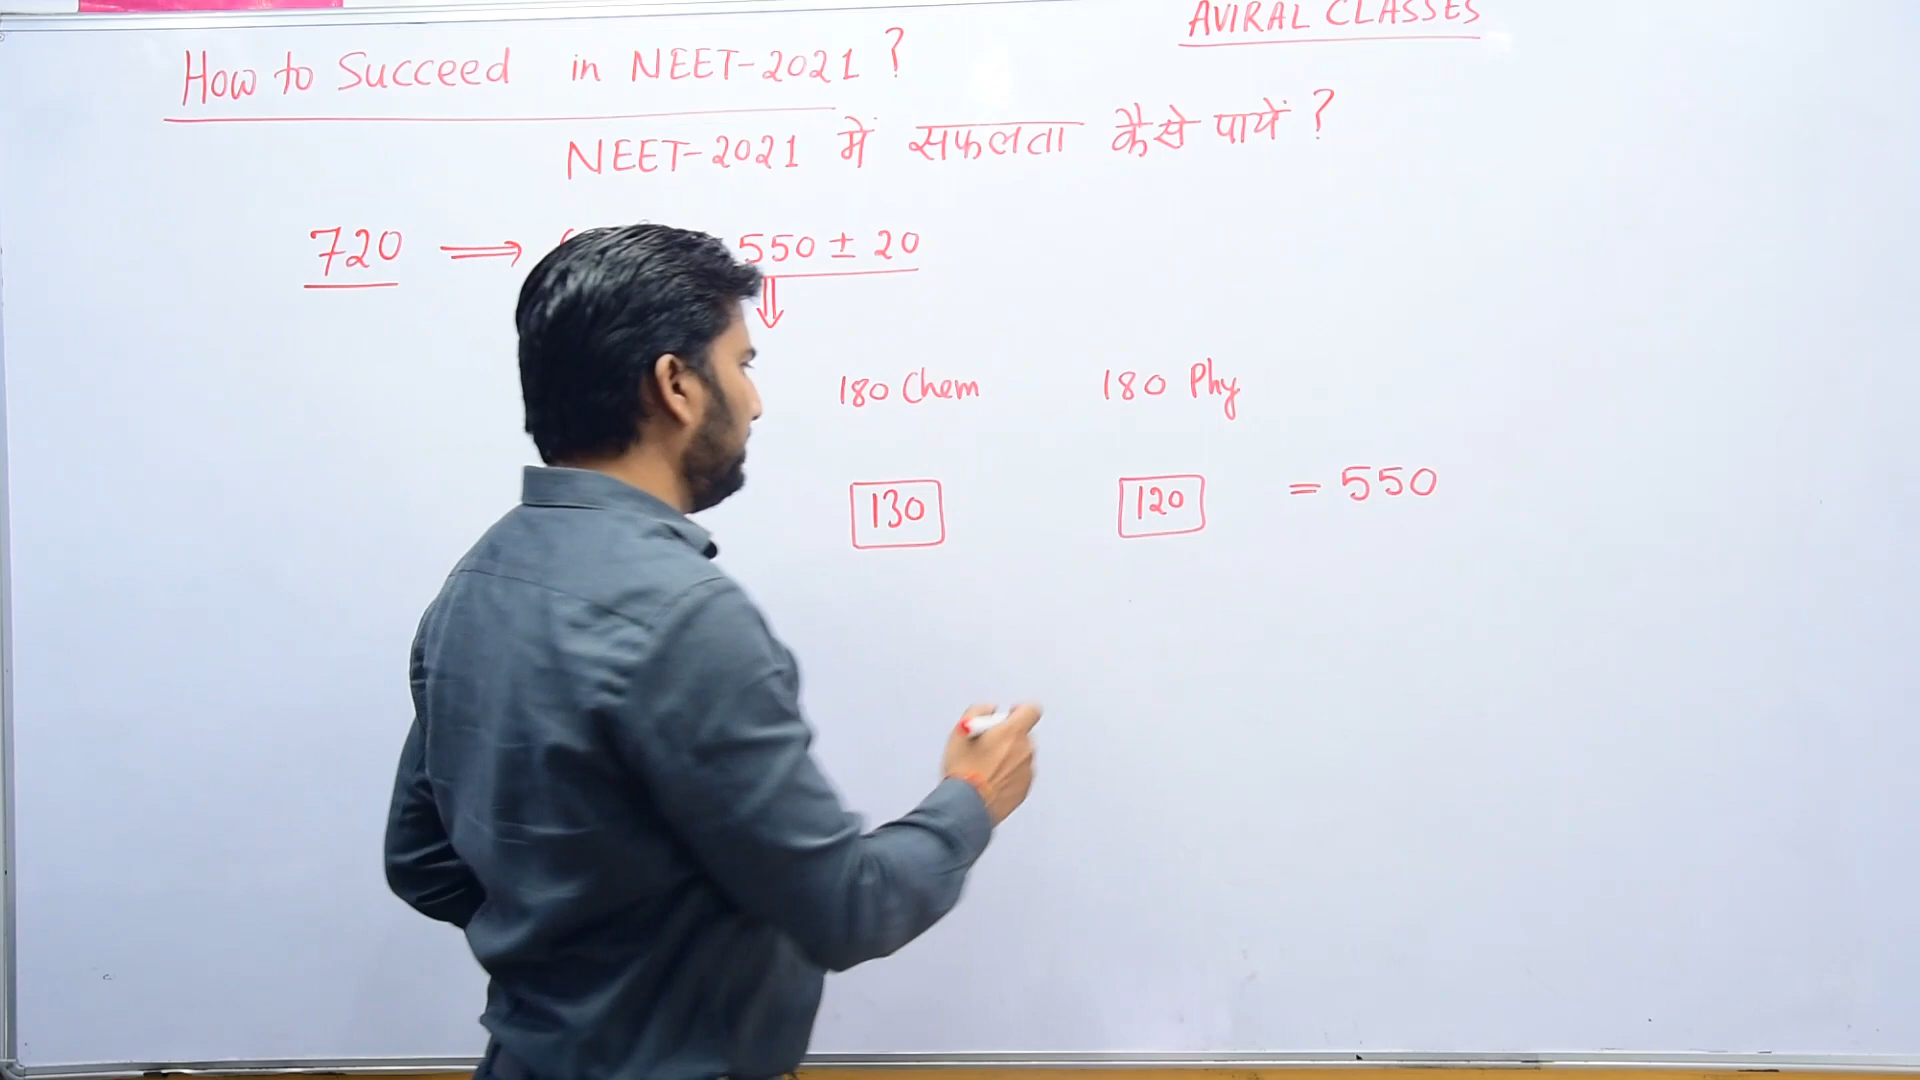 AVIRAL CLASSES
How to Succeed in NEET-2021 ?
NEET-2021 में सफलता कैसे पायें ?
720 ⟹ 550 ± 20
⇓
180 Chem 180 Phy
130 120 = 550